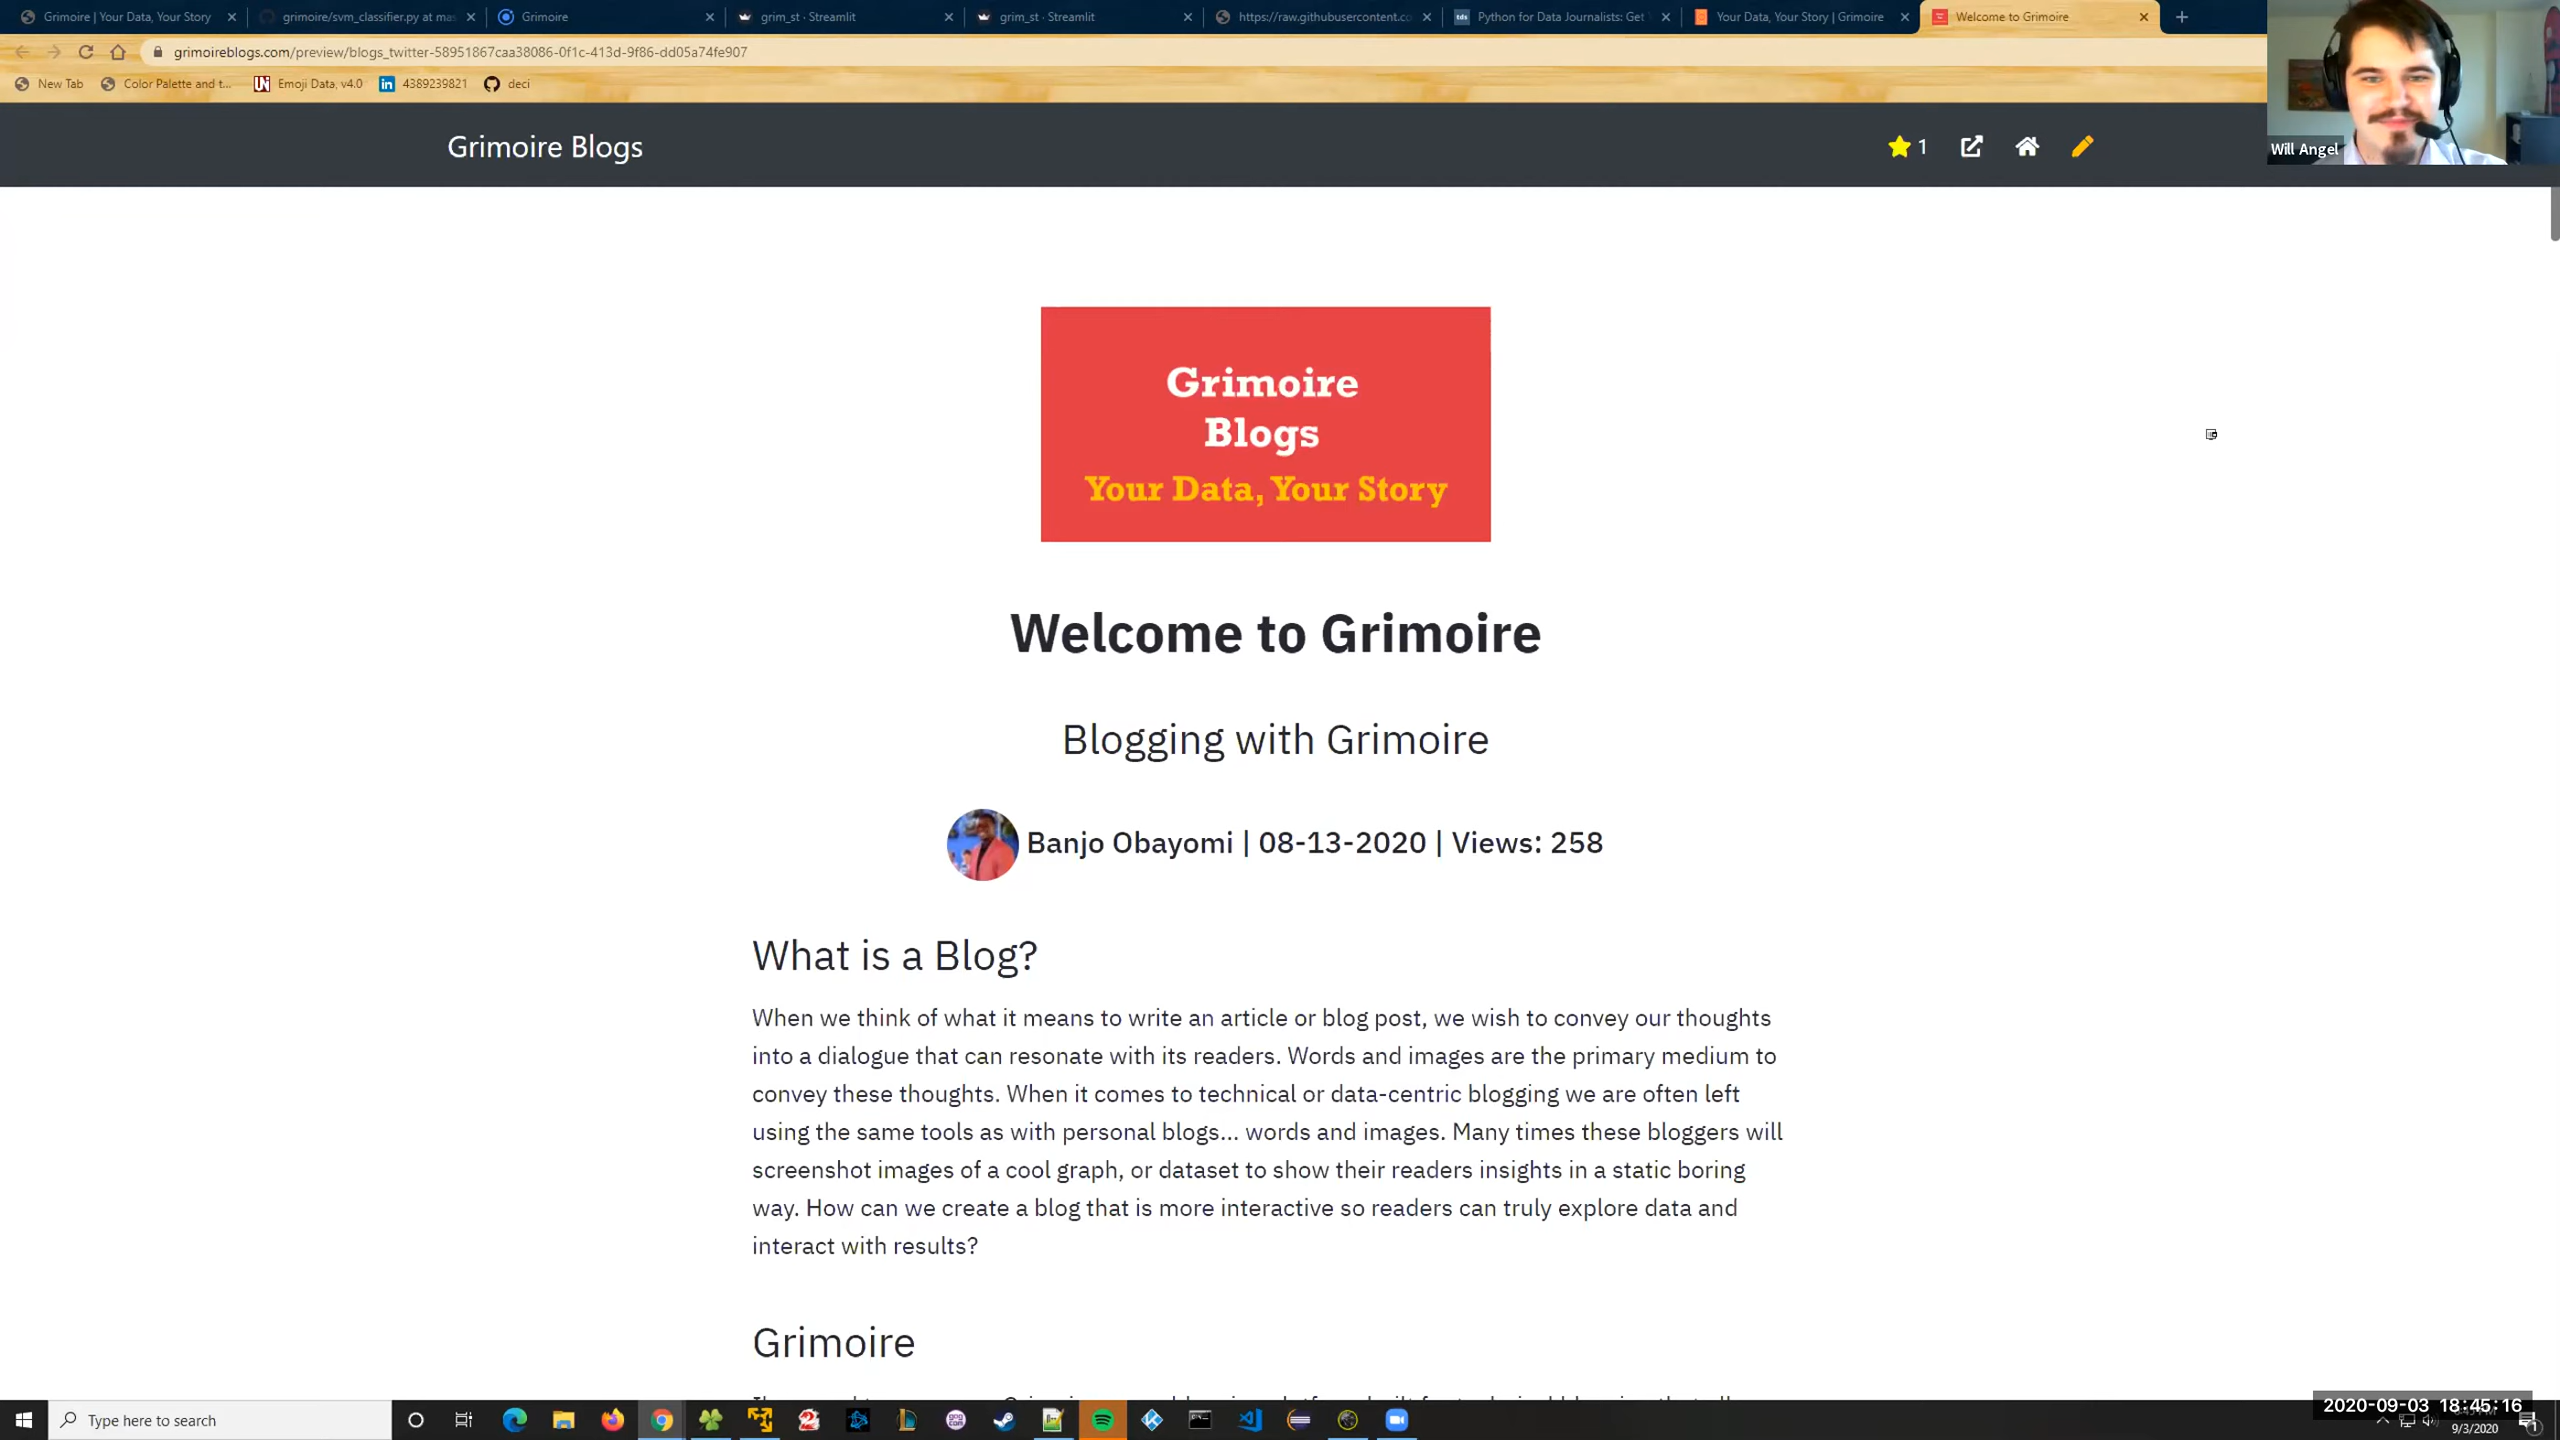 Grimoire | Your Data, Your Story
grimoire/svm_classifier.py at mas
Grimoire
grim_st · Streamlit
grim_st · Streamlit
https://raw.githubusercontent.co
tds Python for Data Journalists: Get
Your Data, Your Story | Grimoire
Welcome to Grimoire
grimoireblogs.com/preview/blogs_twitter-58951867caa38086-0f1c-413d-9f86-dd05a74fe907
New Tab
Color Palette and t...
Emoji Data, v4.0
4389239821
deci
Grimoire Blogs
1
Will Angel
Grimoire
Blogs
Your Data, Your Story
Welcome to Grimoire
Blogging with Grimoire
Banjo Obayomi | 08-13-2020 | Views: 258
What is a Blog?
When we think of what it means to write an article or blog post, we wish to convey our thoughts
into a dialogue that can resonate with its readers. Words and images are the primary medium to
convey these thoughts. When it comes to technical or data-centric blogging we are often left
using the same tools as with personal blogs... words and images. Many times these bloggers will
screenshot images of a cool graph, or dataset to show their readers insights in a static boring
way. How can we create a blog that is more interactive so readers can truly explore data and
interact with results?
Grimoire
Type here to search
2020-09-03 18:45:16
9/3/2020